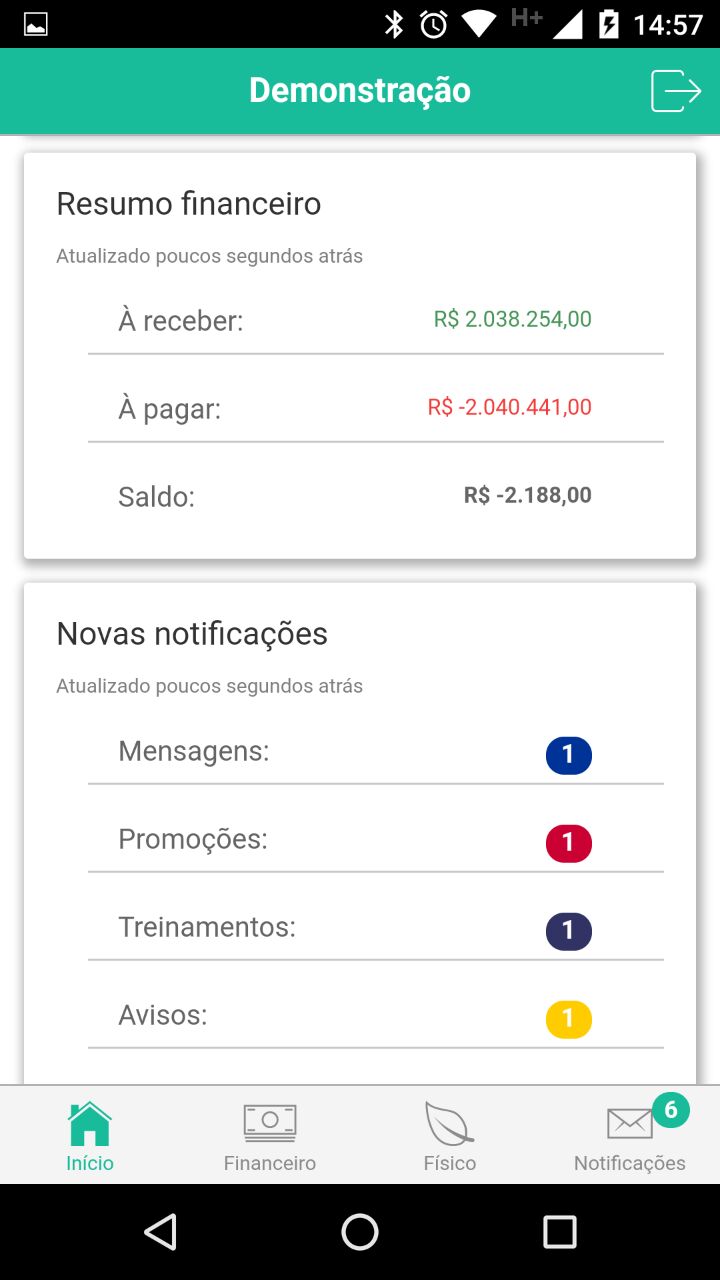 H+ 14:57
Demonstração
Resumo financeiro
Atualizado poucos segundos atrás
À receber: R$ 2.038.254,00
À pagar: R$ -2.040.441,00
Saldo: R$ -2.188,00
Novas notificações
Atualizado poucos segundos atrás
Mensagens: 1
Promoções: 1
Treinamentos: 1
Avisos: 1
6
Início Financeiro Físico Notificações